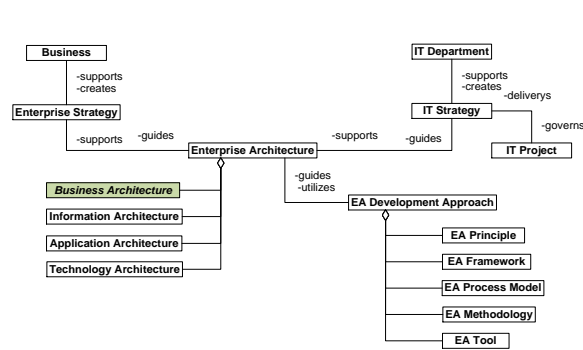 Business
IT Department
-supports
-creates
-supports
-creates
-deliverys
Enterprise Strategy
IT Strategy
-supports
-guides
-supports
-guides
-governs
Enterprise Architecture
IT Project
-guides
-utilizes
Business Architecture
EA Development Approach
Information Architecture
Application Architecture
Technology Architecture
EA Principle
EA Framework
EA Process Model
EA Methodology
EA Tool